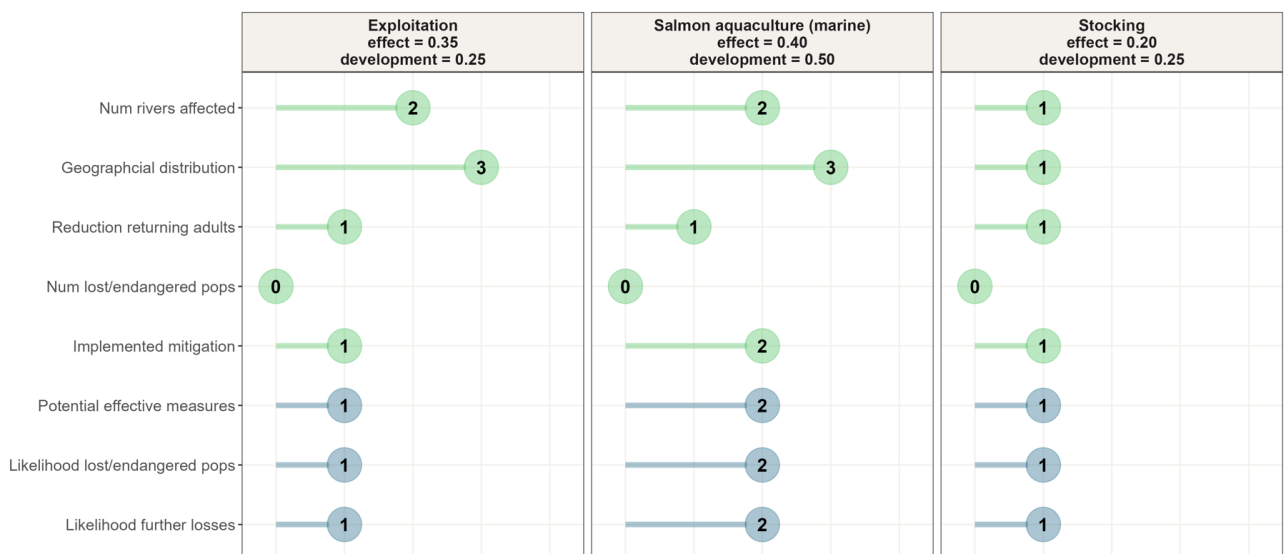 Exploitation
effect = 0.35
development = 0.25
Salmon aquaculture (marine)
effect = 0.40
development = 0.50
Stocking
effect = 0.20
development = 0.25
Num rivers affected 2 2 1
Geographcial distribution 3 3 1
Reduction returning adults 1 1 1
Num lost/endangered pops 0 0 0
Implemented mitigation 1 2 1
Potential effective measures 1 2 1
Likelihood lost/endangered pops 1 2 1
Likelihood further losses 1 2 1